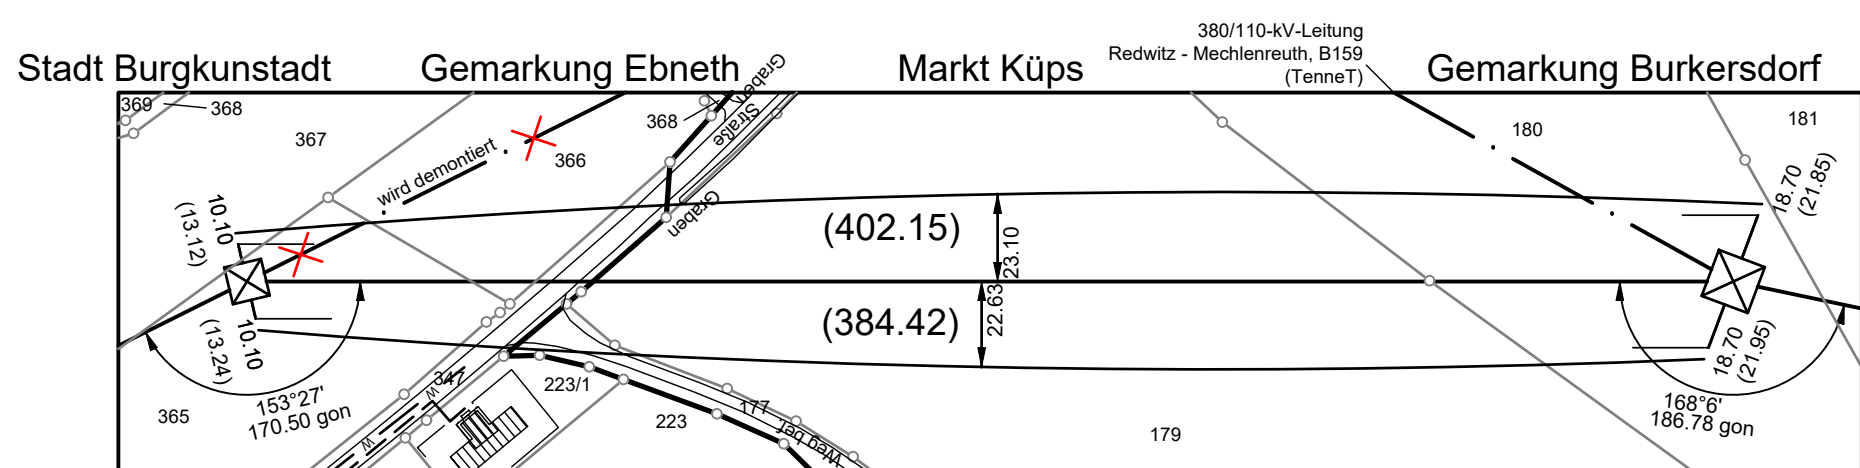 380/110-kV-Leitung
Redwitz - Mechlenreuth, B159
(TenneT)
Stadt Burgkunstadt
Gemarkung Ebneth
Markt Küps
Gemarkung Burkersdorf
Graben
369
368
367
368
Straße
366
180
181
wird demontiert
10.10
(13.12)
Graben
18.70
(21.85)
(402.15)
23.10
(384.42)
22.63
10.10
(13.24)
18.70
(21.95)
347
223/1
W
177
153°27'
170.50 gon
168°6'
186.78 gon
365
223
179
Weg bef.
W